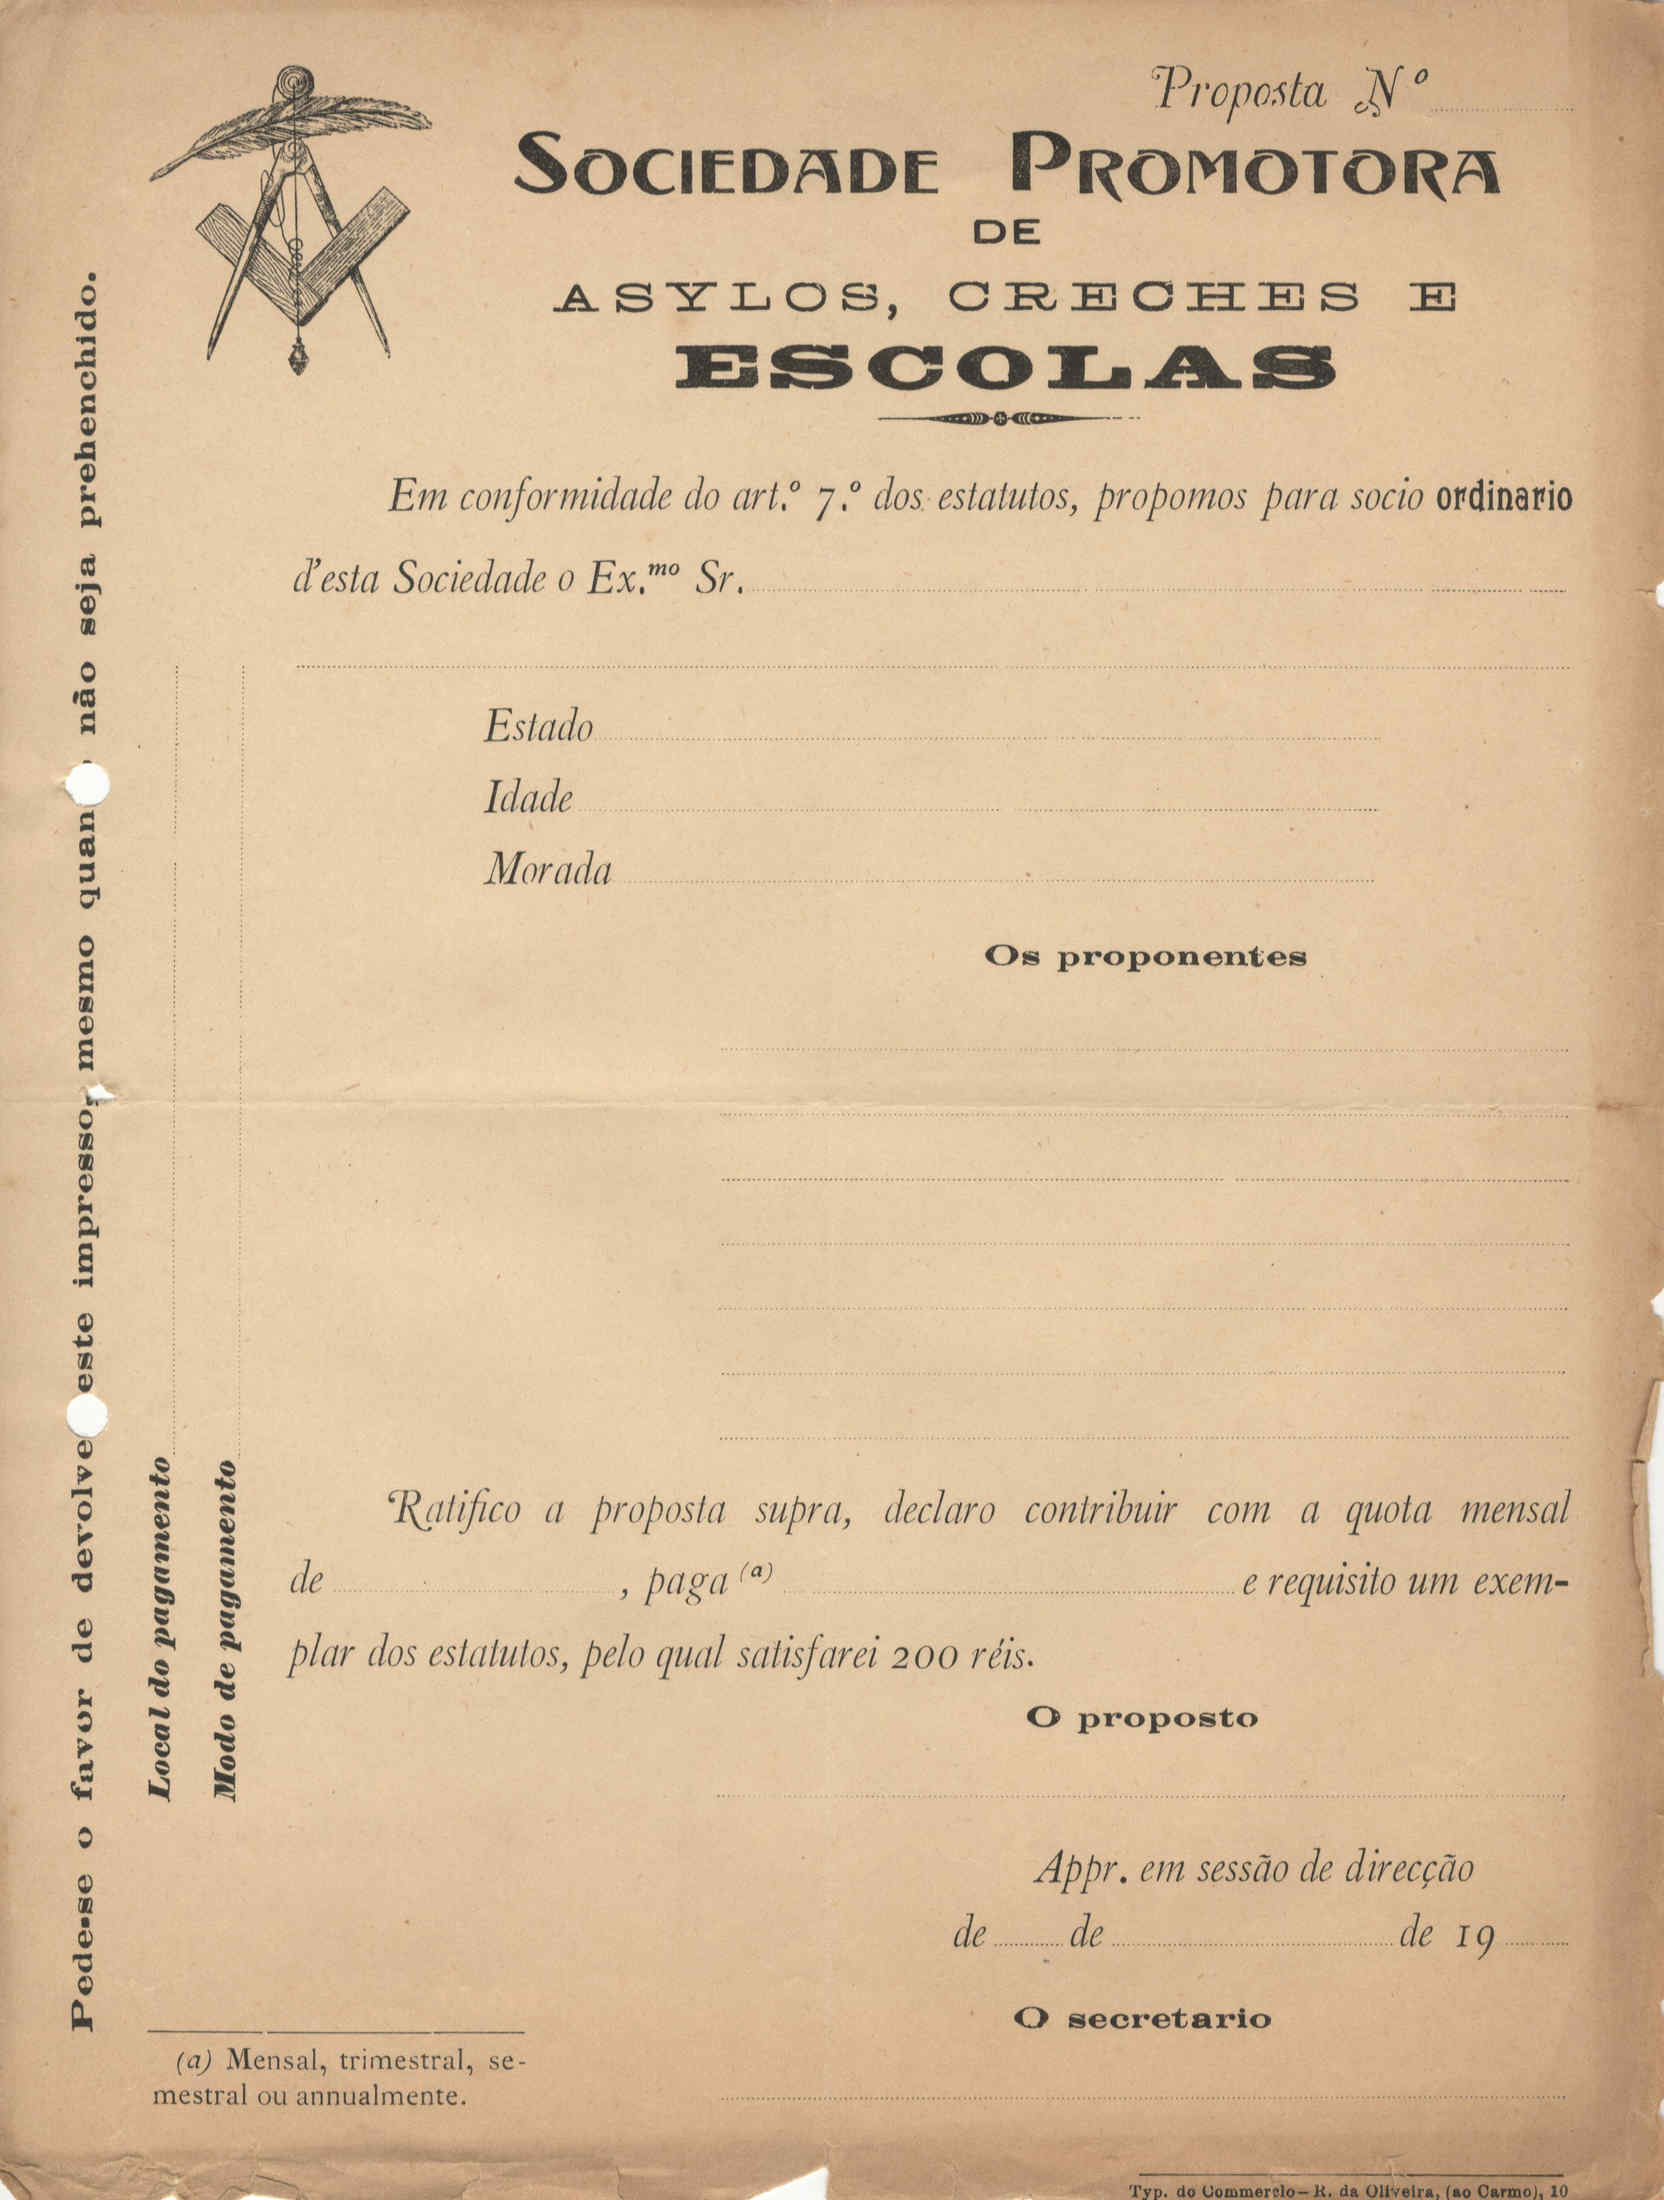 Proposta Nº
SOCIEDADE PROMOTORA
DE
ASYLOS, CRECHES E
ESCOLAS
Em conformidade do art.º 7.º dos estatutos, propomos para socio ordinario
d'esta Sociedade o Ex.mo Sr.
Estado
Idade
Morada
Os proponentes
Ratifico a proposta supra, declaro contribuir com a quota mensal
de , paga (a) e requisito um exem-
plar dos estatutos, pelo qual satisfarei 200 réis.
O proposto
Appr. em sessão de direcção
de de de 19
O secretario
(a) Mensal, trimestral, se-
mestral ou annualmente.
Typ. do Commercio—R. da Oliveira, (ao Carmo), 10
Pede-se o favor de devolve este impresso, mesmo quan não seja prehenchido.
Local do pagamento
Modo de pagamento